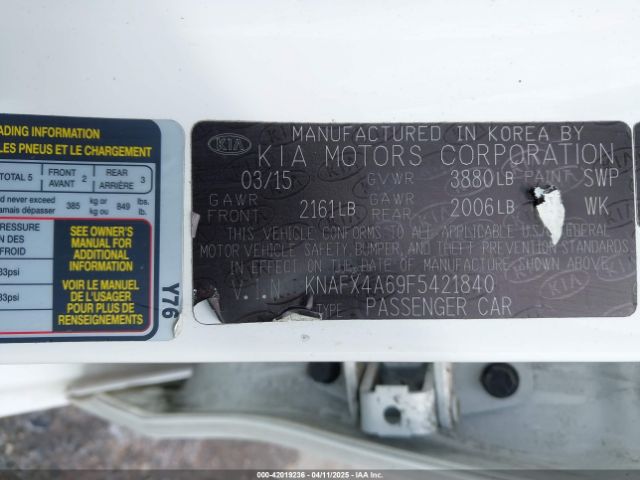 ADING INFORMATION
LES PNEUS ET LE CHARGEMENT
TOTAL 5
FRONT
AVANT 2
REAR
ARRIÈRE 3
d never exceed
amais dépasser
385
kg or
kg ou
849
lbs.
lb.
RESSURE
ON DES
FROID
33psi
33psi
SEE OWNER'S
MANUAL FOR
ADDITIONAL
INFORMATION
VOIR LE MANUEL
DE L'USAGER
POUR PLUS DE
RENSEIGNEMENTS
Y76
KIA
MANUFACTURED IN KOREA BY
KIA MOTORS CORPORATION
03/15 GVWR 3880LB PAINT SWP
GAWR FRONT 2161LB GAWR REAR 2006LB WK
THIS VEHICLE CONFORMS TO ALL APPLICABLE FEDERAL
MOTOR VEHICLE SAFETY, BUMPER, AND THEFT PREVENTION STANDARDS
IN EFFECT ON THE DATE OF MANUFACTURE SHOWN ABOVE.
V.I.N. KNAFX4A69F5421840
TYPE: PASSENGER CAR
000-42019236 - 04/11/2025 - IAAI.COM